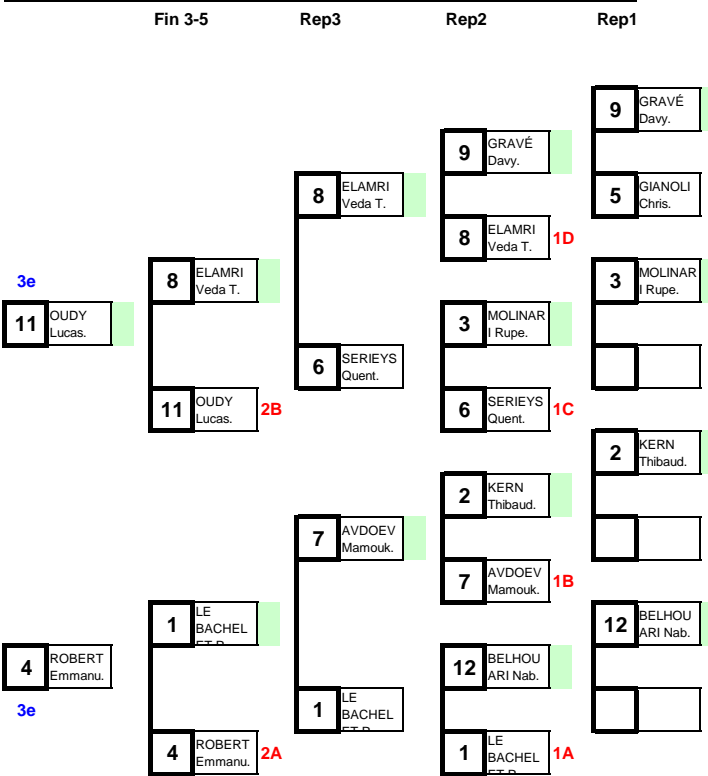 Fin 3-5 Rep3 Rep2 Rep1
9 GRAVÉ
Davy.
9 GRAVÉ
Davy.
8 ELAMRI
Veda T.
5 GIANOLI
Chris.
8 ELAMRI
Veda T. 1D
3e
8 ELAMRI
Veda T.
3 MOLINAR
I Rupe.
11 OUDY
Lucas.
3 MOLINAR
I Rupe.
6 SERIEYS
Quent.
11 OUDY
Lucas. 2B
6 SERIEYS
Quent. 1C
2 KERN
Thibaud.
2 KERN
Thibaud.
7 AVDOEV
Mamouk.
7 AVDOEV
Mamouk. 1B
1 LE
BACHEL
12 BELHOU
ARI Nab.
4 ROBERT
Emmanu.
12 BELHOU
ARI Nab.
3e
1 LE
BACHEL
4 ROBERT
Emmanu. 2A
1 LE
BACHEL 1A